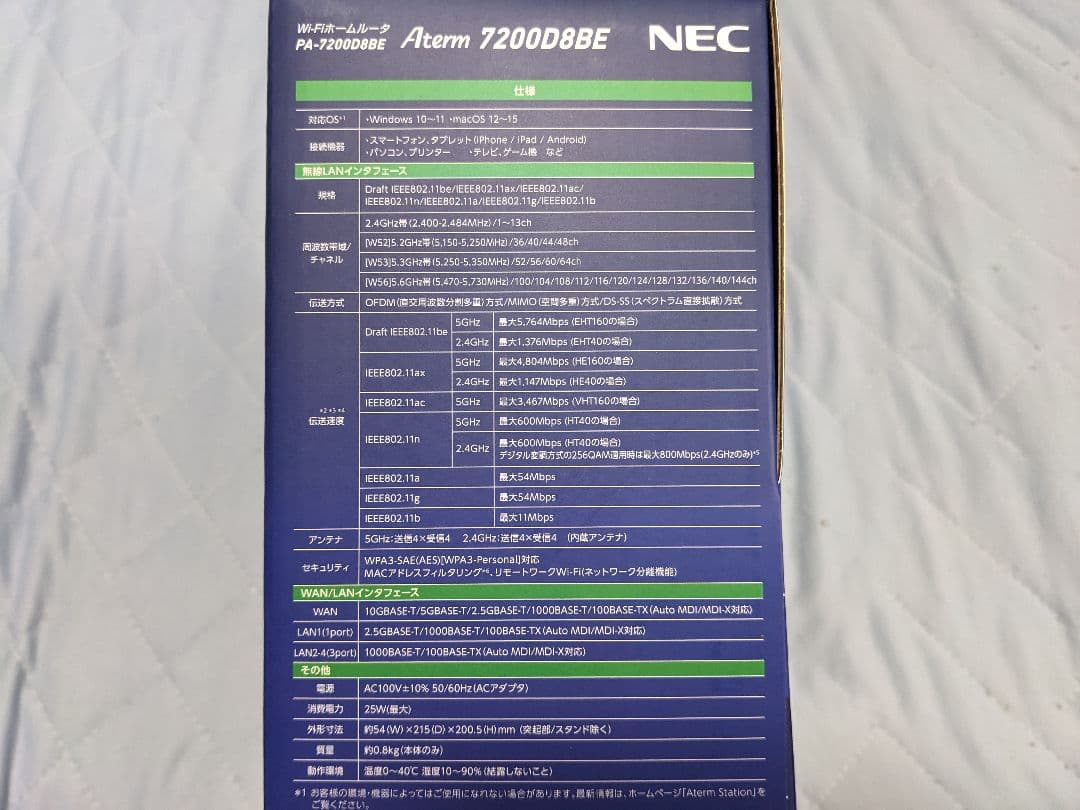 Wi-Fiホームルータ
PA-7200D8BE Aterm 7200D8BE NEC
仕様
対応OS*1 ・Windows 10～11 ・macOS 12～15
接続機器 ・スマートフォン、タブレット(iPhone / iPad / Android)
・パソコン、プリンター ・テレビ、ゲーム機 など
無線LANインタフェース
規格 Draft IEEE802.11be/IEEE802.11ax/IEEE802.11ac/
IEEE802.11n/IEEE802.11a/IEEE802.11g/IEEE802.11b
周波数帯域/チャネル 2.4GHz帯(2,400-2,484MHz)/1～13ch
[W52]5.2GHz帯(5,150-5,250MHz)/36/40/44/48ch
[W53]5.3GHz帯(5,250-5,350MHz)/52/56/60/64ch
[W56]5.6GHz帯(5,470-5,730MHz)/100/104/108/112/116/120/124/128/132/136/140/144ch
伝送方式 OFDM(直交周波数分割多重)方式/MIMO(空間多重)方式/DS-SS(スペクトラム直接拡散)方式
*2 *3 *4
伝送速度 Draft IEEE802.11be 5GHz 最大5,764Mbps (EHT160の場合)
2.4GHz 最大1,376Mbps (EHT40の場合)
IEEE802.11ax 5GHz 最大4,804Mbps (HE160の場合)
2.4GHz 最大1,147Mbps (HE40の場合)
IEEE802.11ac 5GHz 最大3,467Mbps (VHT160の場合)
IEEE802.11n 5GHz 最大600Mbps (HT40の場合)
2.4GHz 最大600Mbps (HT40の場合)
デジタル変調方式の256QAM適用時は最大800Mbps(2.4GHzのみ)*5
IEEE802.11a 最大54Mbps
IEEE802.11g 最大54Mbps
IEEE802.11b 最大11Mbps
アンテナ 5GHz:送信4×受信4 2.4GHz:送信4×受信4 (内蔵アンテナ)
セキュリティ WPA3-SAE(AES)[WPA3-Personal]対応
MACアドレスフィルタリング*6、リモートワークWi-Fi(ネットワーク分離機能)
WAN/LANインタフェース
WAN 10GBASE-T/5GBASE-T/2.5GBASE-T/1000BASE-T/100BASE-TX(Auto MDI/MDI-X対応)
LAN1(1port) 2.5GBASE-T/1000BASE-T/100BASE-TX(Auto MDI/MDI-X対応)
LAN2-4(3port) 1000BASE-T/100BASE-TX(Auto MDI/MDI-X対応)
その他
電源 AC100V±10% 50/60Hz(ACアダプタ)
消費電力 25W(最大)
外形寸法 約54(W)×215(D)×200.5(H)mm (突起部/スタンド除く)
質量 約0.8kg(本体のみ)
動作環境 温度0～40℃ 湿度10～90%(結露しないこと)
*1 お客様の環境・機器によってはご使用になれない場合があります。最新情報は、ホームページ「Aterm Station」を
ご覧ください。